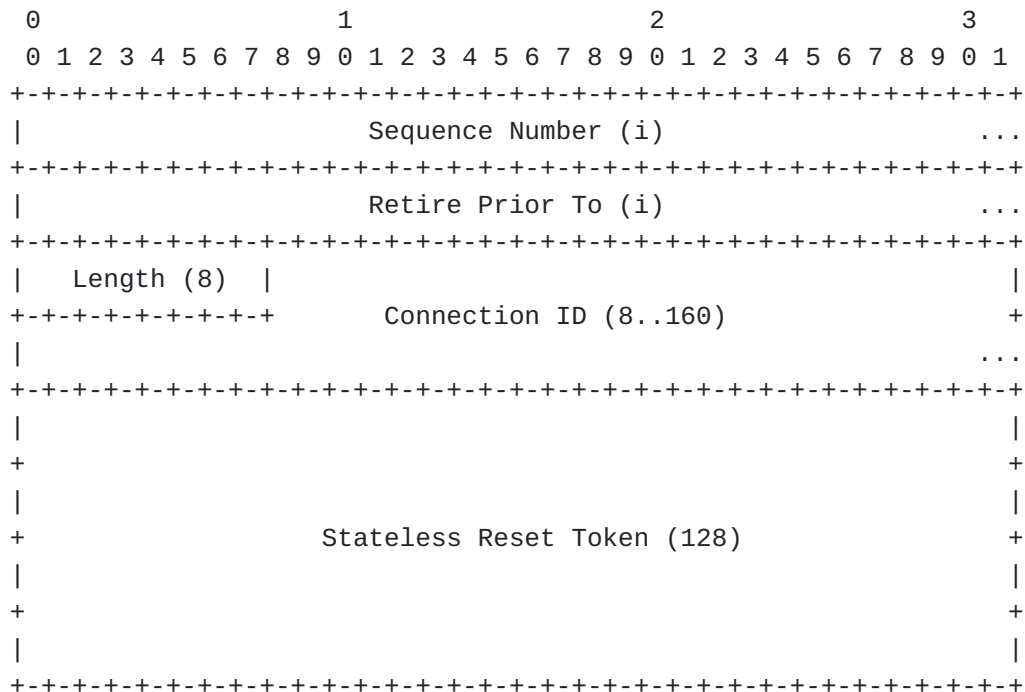 0                   1                   2                   3
 0 1 2 3 4 5 6 7 8 9 0 1 2 3 4 5 6 7 8 9 0 1 2 3 4 5 6 7 8 9 0 1
+-+-+-+-+-+-+-+-+-+-+-+-+-+-+-+-+-+-+-+-+-+-+-+-+-+-+-+-+-+-+-+-+
|                      Sequence Number (i)                    ...
+-+-+-+-+-+-+-+-+-+-+-+-+-+-+-+-+-+-+-+-+-+-+-+-+-+-+-+-+-+-+-+-+
|                      Retire Prior To (i)                    ...
+-+-+-+-+-+-+-+-+-+-+-+-+-+-+-+-+-+-+-+-+-+-+-+-+-+-+-+-+-+-+-+-+
|   Length (8)  |                                               |
+-+-+-+-+-+-+-+-+       Connection ID (8..160)                  +
|                                                             ...
+-+-+-+-+-+-+-+-+-+-+-+-+-+-+-+-+-+-+-+-+-+-+-+-+-+-+-+-+-+-+-+-+
|                                                               |
+                                                               +
|                                                               |
+                   Stateless Reset Token (128)                 +
|                                                               |
+                                                               +
|                                                               |
+-+-+-+-+-+-+-+-+-+-+-+-+-+-+-+-+-+-+-+-+-+-+-+-+-+-+-+-+-+-+-+-+